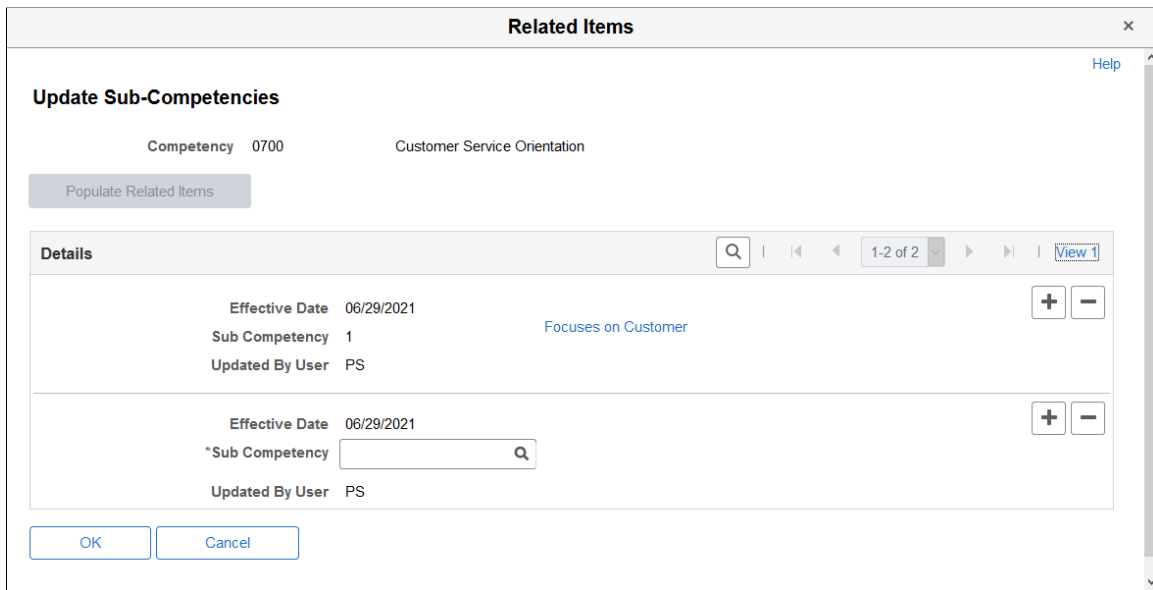 Related Items ×
Help
Update Sub-Competencies
Competency 0700 Customer Service Orientation
Populate Related Items
Details | 1-2 of 2 | View 1
Effective Date 06/29/2021
Focuses on Customer
Sub Competency 1
Updated By User PS
Effective Date 06/29/2021
*Sub Competency
Updated By User PS
OK Cancel